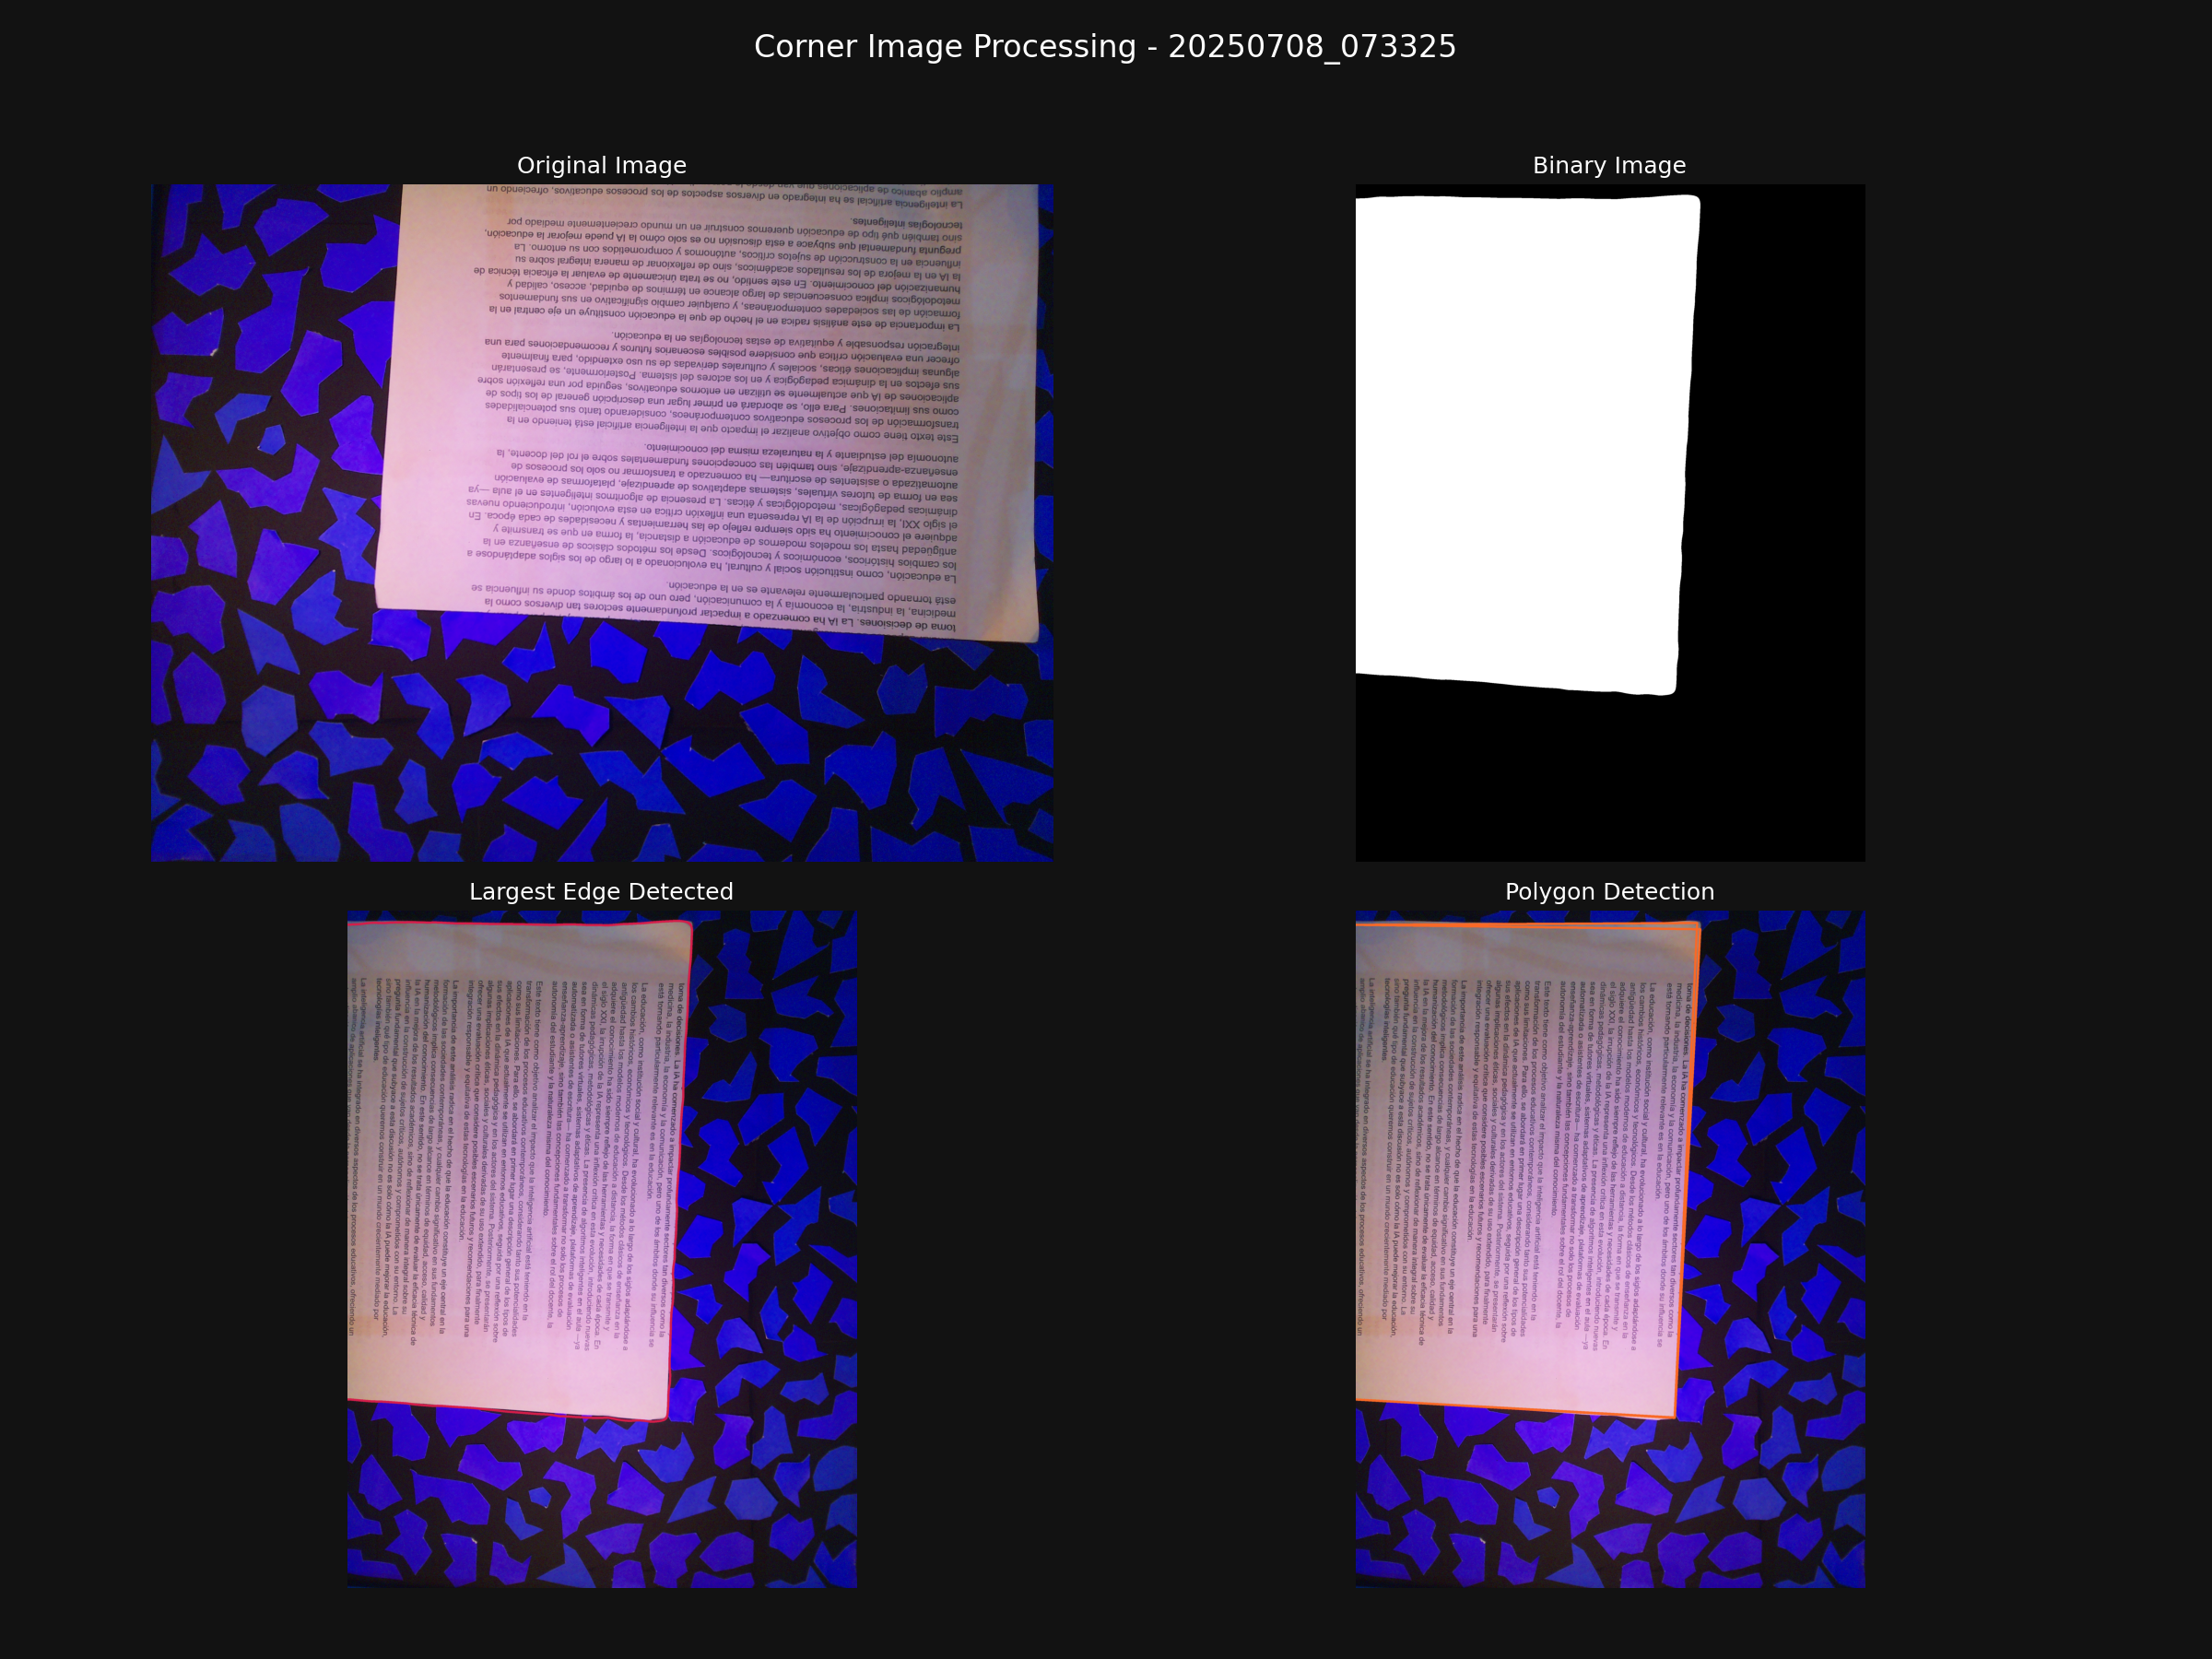 Corner Image Processing - 20250708_073325
Original Image
toma de decisiones. La IA ha comenzado a impactar profundamente sectores tan diversos como la
medicina, la industria, la economía y la comunicación, pero uno de los ámbitos donde su influencia se
está tornando particularmente relevante es en la educación.
La educación, como institución social y cultural, ha evolucionado a lo largo de los siglos adaptándose a
los cambios históricos, económicos y tecnológicos. Desde los métodos clásicos de enseñanza en la
antigüedad hasta los modelos modernos de educación a distancia, la forma en que se transmite y
adquiere el conocimiento ha sido siempre reflejo de las herramientas y necesidades de cada época. En
el siglo XXI, la irrupción de la IA representa una inflexión crítica en esta evolución, introduciendo nuevas
dinámicas pedagógicas, metodológicas y éticas. La presencia de algoritmos inteligentes en el aula —ya
sea en forma de tutores virtuales, sistemas adaptativos de aprendizaje, plataformas de evaluación
automatizada o asistentes de escritura— ha comenzado a transformar no solo los procesos de
enseñanza-aprendizaje, sino también las concepciones fundamentales sobre el rol del docente, la
autonomía del estudiante y la naturaleza misma del conocimiento.
Este texto tiene como objetivo analizar el impacto que la inteligencia artificial está teniendo en la
transformación de los procesos educativos contemporáneos, considerando tanto sus potencialidades
como sus limitaciones. Para ello, se abordará en primer lugar una descripción general de los tipos de
aplicaciones de IA que actualmente se utilizan en entornos educativos, seguida por una reflexión sobre
sus efectos en la dinámica pedagógica y en los actores del sistema. Posteriormente, se presentarán
algunas implicaciones éticas, sociales y culturales derivadas de su uso extendido, para finalmente
ofrecer una evaluación crítica que considere posibles escenarios futuros y recomendaciones para una
integración responsable y equitativa de estas tecnologías en la educación.
La importancia de este análisis radica en el hecho de que la educación constituye un eje central en la
formación de las sociedades contemporáneas, y cualquier cambio significativo en sus fundamentos
metodológicos implica consecuencias de largo alcance en términos de equidad, acceso, calidad y
humanización del conocimiento. En este sentido, no se trata únicamente de evaluar la eficacia técnica de
la IA en la mejora de los resultados académicos, sino de reflexionar de manera integral sobre su
influencia en la construcción de sujetos críticos, autónomos y comprometidos con su entorno. La
pregunta fundamental que subyace a esta discusión no es solo cómo la IA puede mejorar la educación,
sino también qué tipo de educación queremos construir en un mundo crecientemente mediado por
tecnologías inteligentes.
La inteligencia artificial se ha integrado en diversos aspectos de los procesos educativos, ofreciendo un
amplio abanico de aplicaciones que van desde la
Binary Image
Largest Edge Detected
Polygon Detection